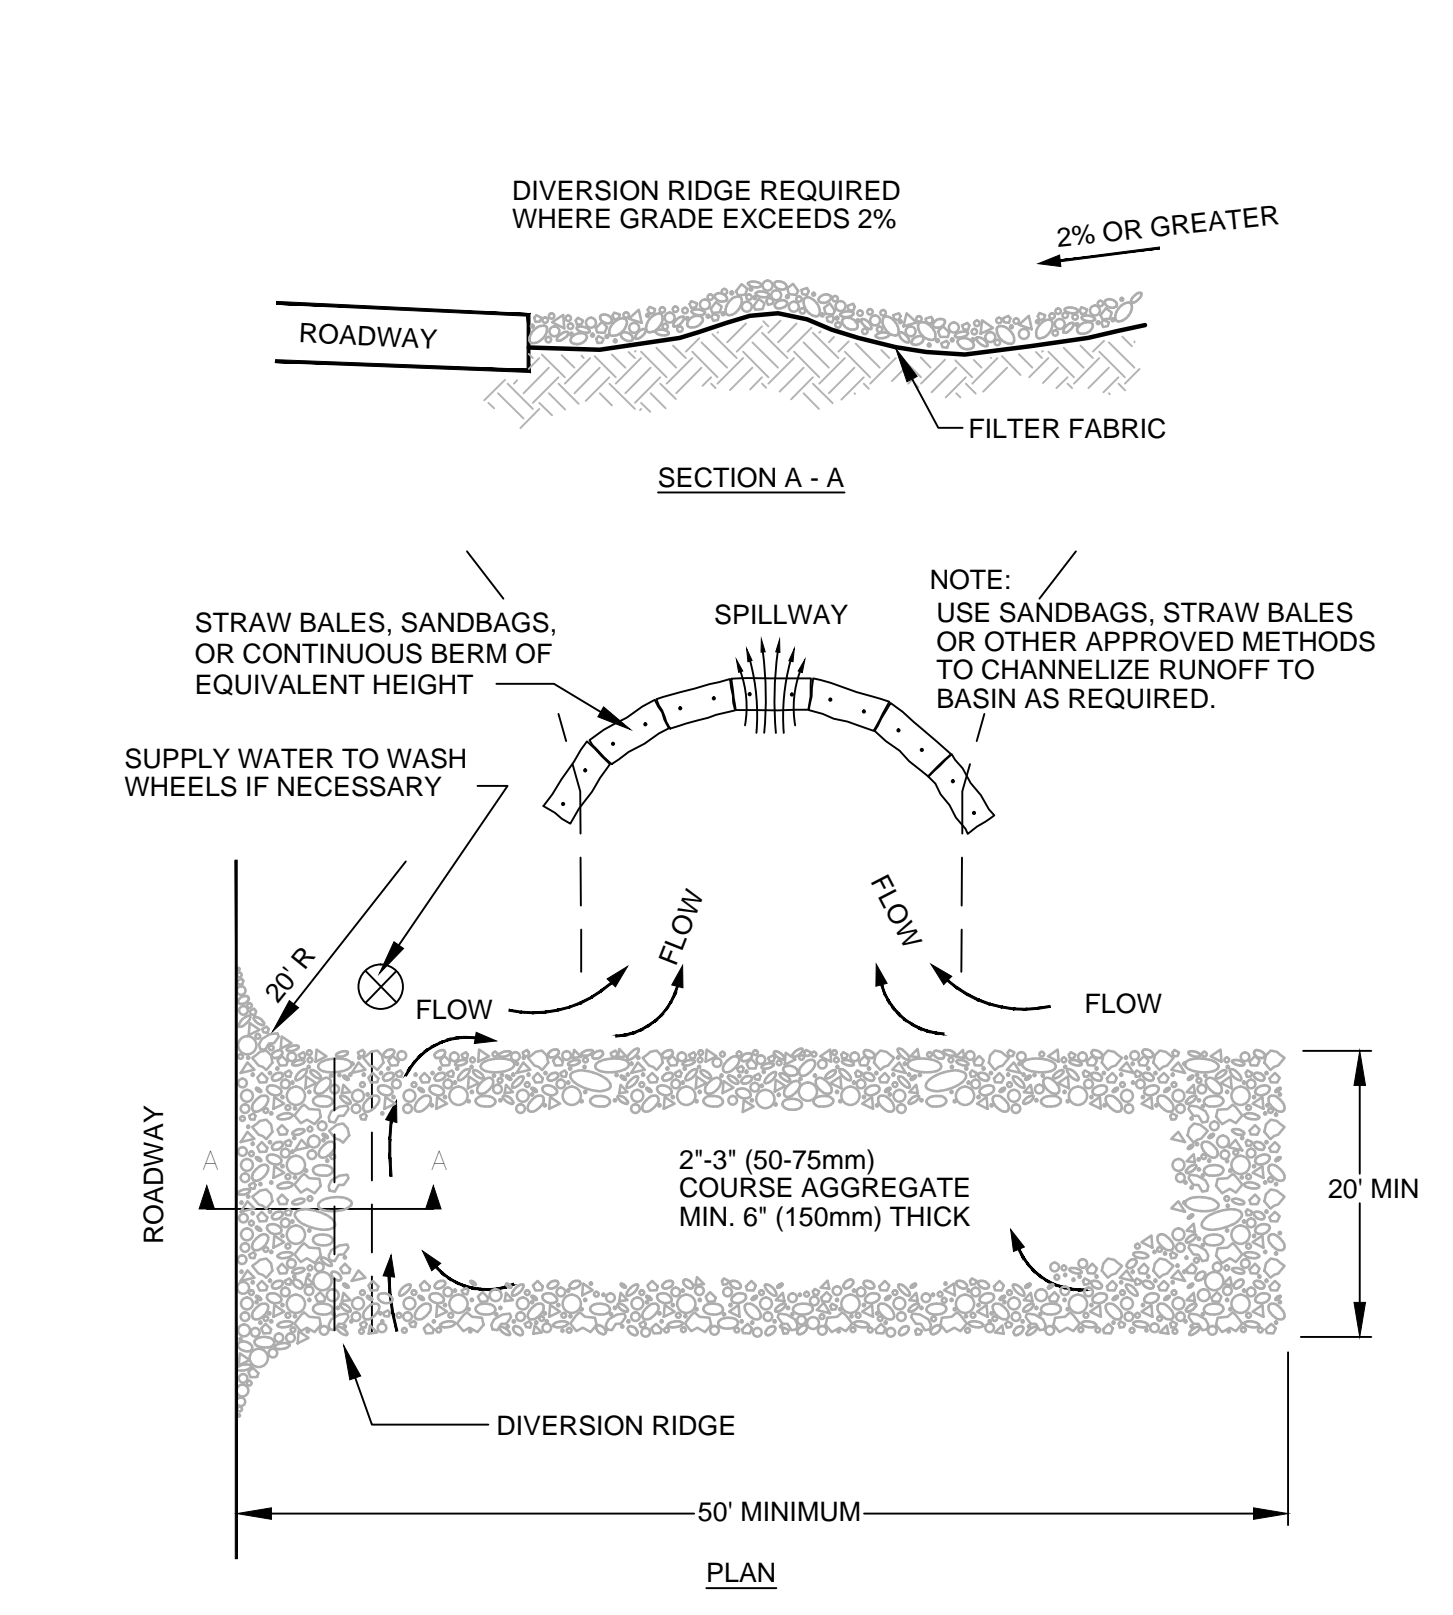 DIVERSION RIDGE REQUIRED
WHERE GRADE EXCEEDS 2%
2% OR GREATER
ROADWAY
FILTER FABRIC
SECTION A - A
NOTE:
USE SANDBAGS, STRAW BALES
OR OTHER APPROVED METHODS
TO CHANNELIZE RUNOFF TO
BASIN AS REQUIRED.
SPILLWAY
STRAW BALES, SANDBAGS,
OR CONTINUOUS BERM OF
EQUIVALENT HEIGHT
SUPPLY WATER TO WASH
WHEELS IF NECESSARY
20' R
FLOW
FLOW
FLOW
FLOW
ROADWAY
A
A
2"-3" (50-75mm)
COURSE AGGREGATE
MIN. 6" (150mm) THICK
20' MIN
DIVERSION RIDGE
50' MINIMUM
PLAN